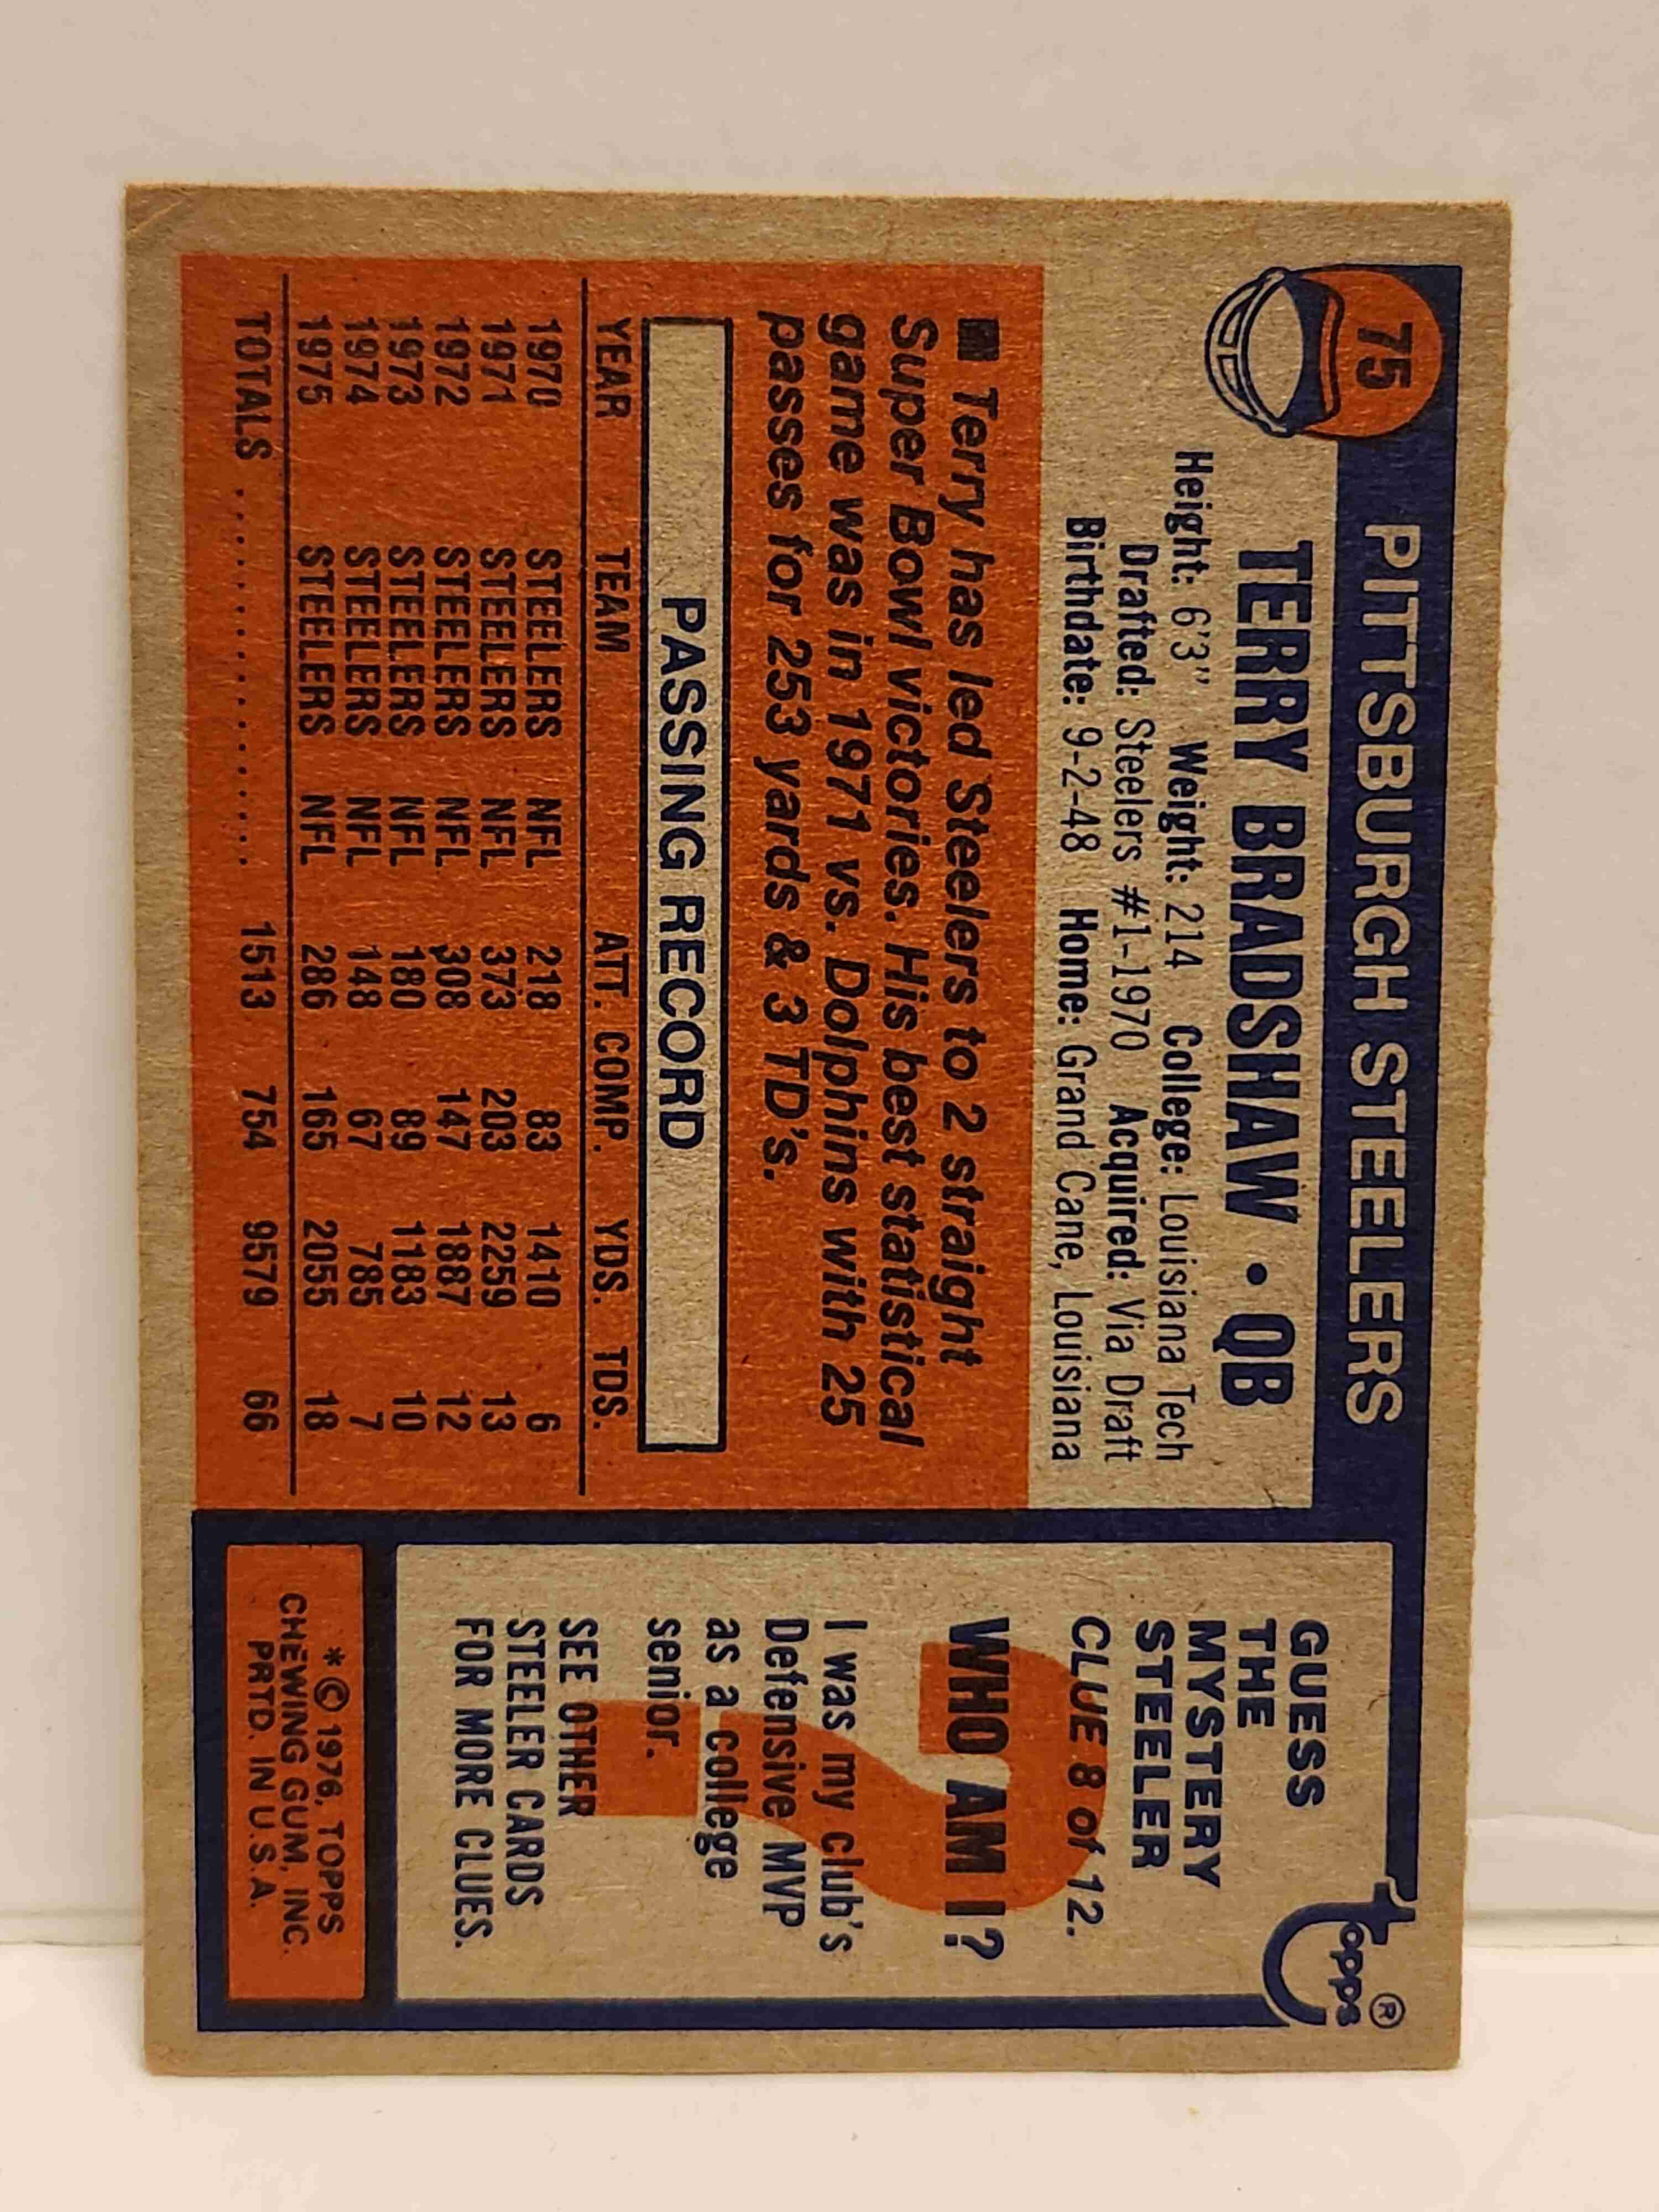 75
PITTSBURGH STEELERS
TERRY BRADSHAW • QB
Height: 6'3" Weight: 214 College: Louisiana Tech
Drafted: Steelers #1-1970 Acquired: Via Draft
Birthdate: 9-2-48 Home: Grand Cane, Louisiana
■ Terry has led Steelers to 2 straight
Super Bowl victories. His best statistical
game was in 1971 vs. Dolphins with 25
passes for 253 yards & 3 TD's.
PASSING RECORD
YEAR TEAM ATT. COMP. YDS. TDS.
1970 STEELERS NFL 218 83 1410 6
1971 STEELERS NFL 373 203 2259 13
1972 STEELERS NFL 308 147 1887 12
1973 STEELERS NFL 180 89 1183 10
1974 STEELERS NFL 148 67 785 7
1975 STEELERS NFL 286 165 2055 18
TOTALS .................. 1513 754 9579 66
topps®
GUESS
THE
MYSTERY
STEELER
CLUE 8 of 12.
WHO AM I?
I was my club's
Defensive MVP
as a college
senior.
SEE OTHER
STEELER CARDS
FOR MORE CLUES.
*© 1976, TOPPS
CHEWING GUM, INC.
PRTD. IN U.S.A.